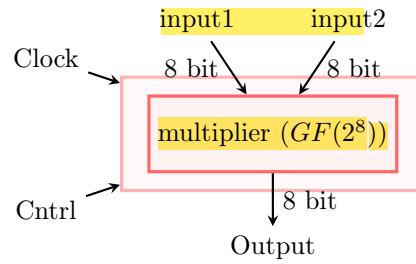 input1 input2
Clock 8 bit 8 bit
multiplier (GF(2⁸))
Cntrl 8 bit
Output